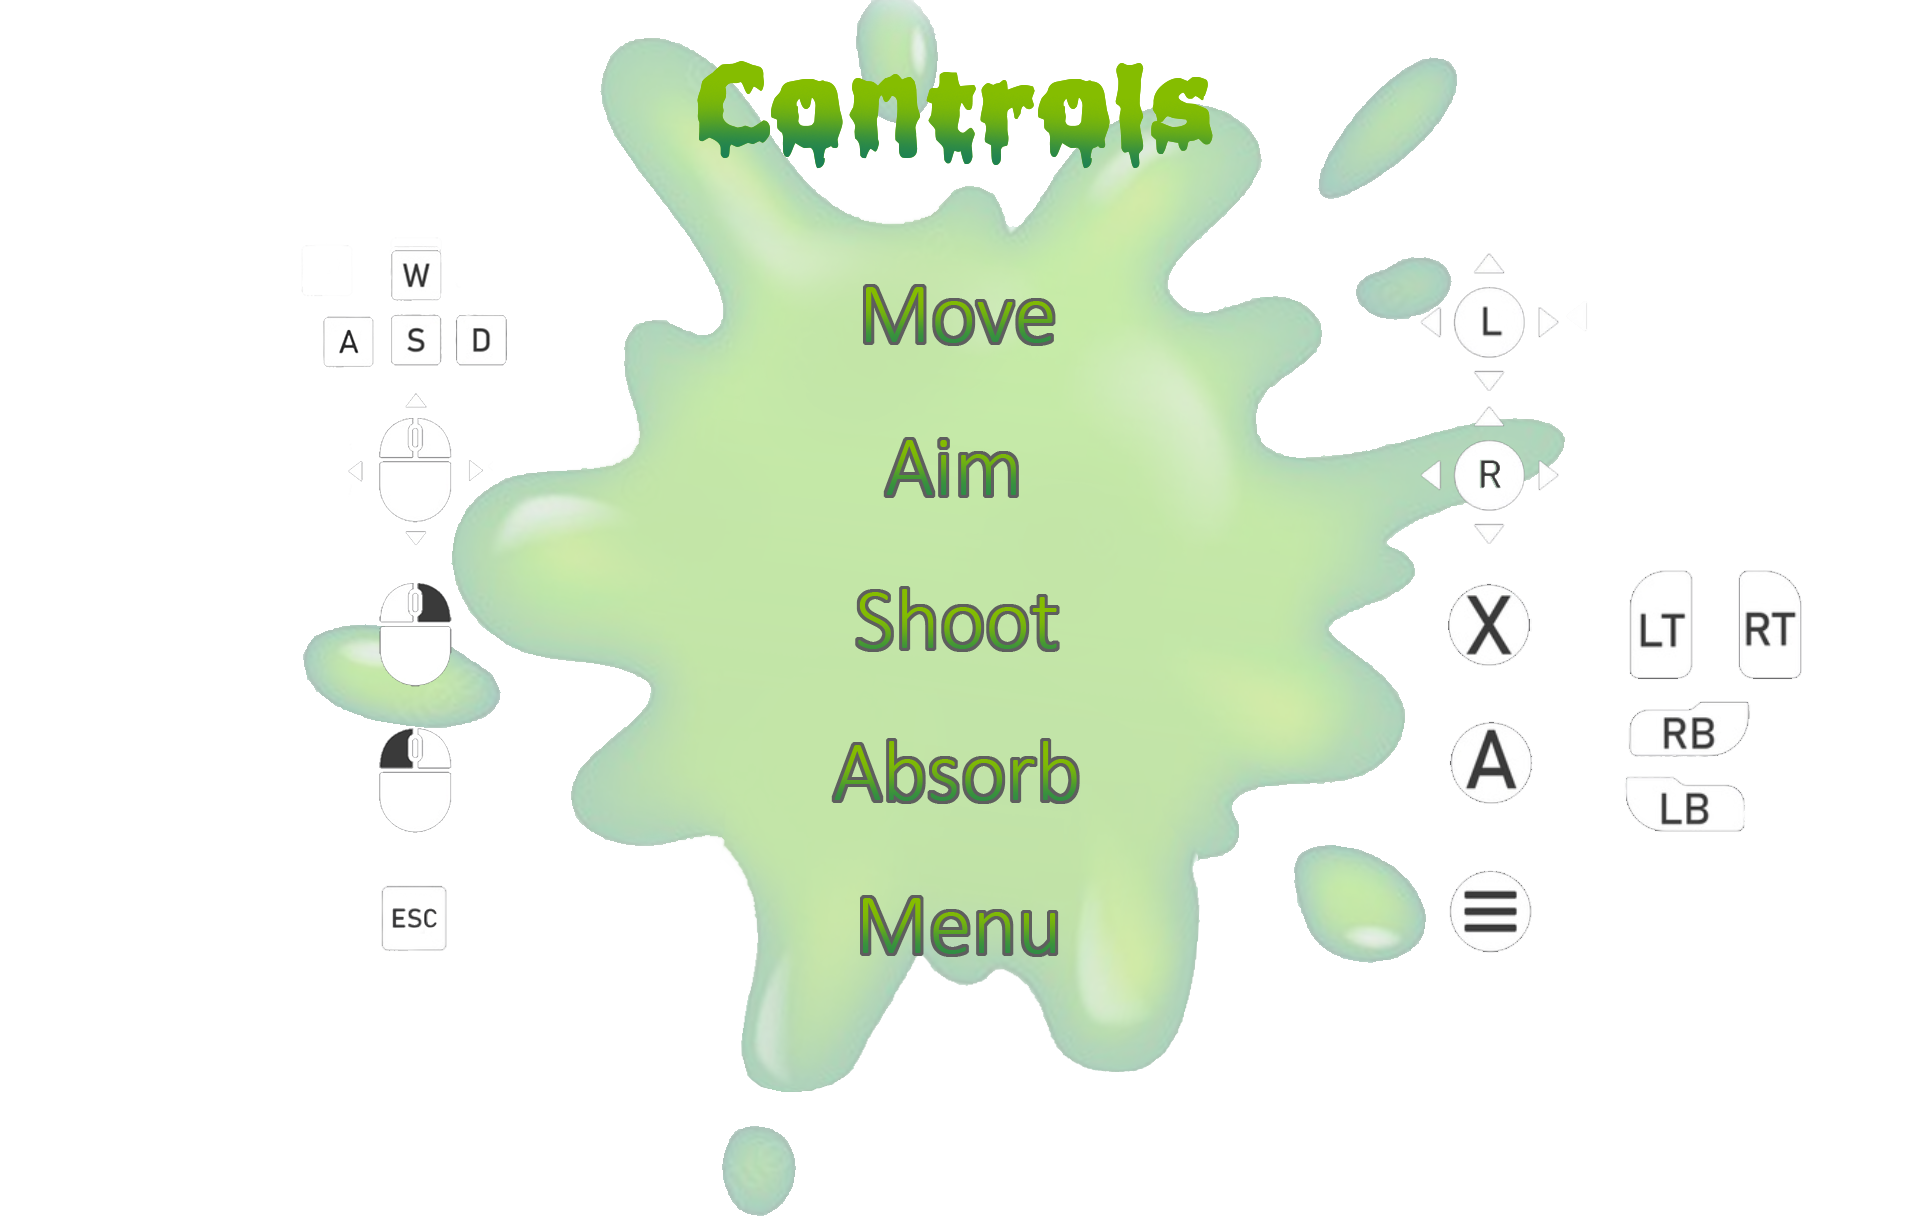 Controls
W
A S D
Move
L
Aim
R
Shoot
X
LT RT
Absorb
A
RB
LB
ESC
Menu